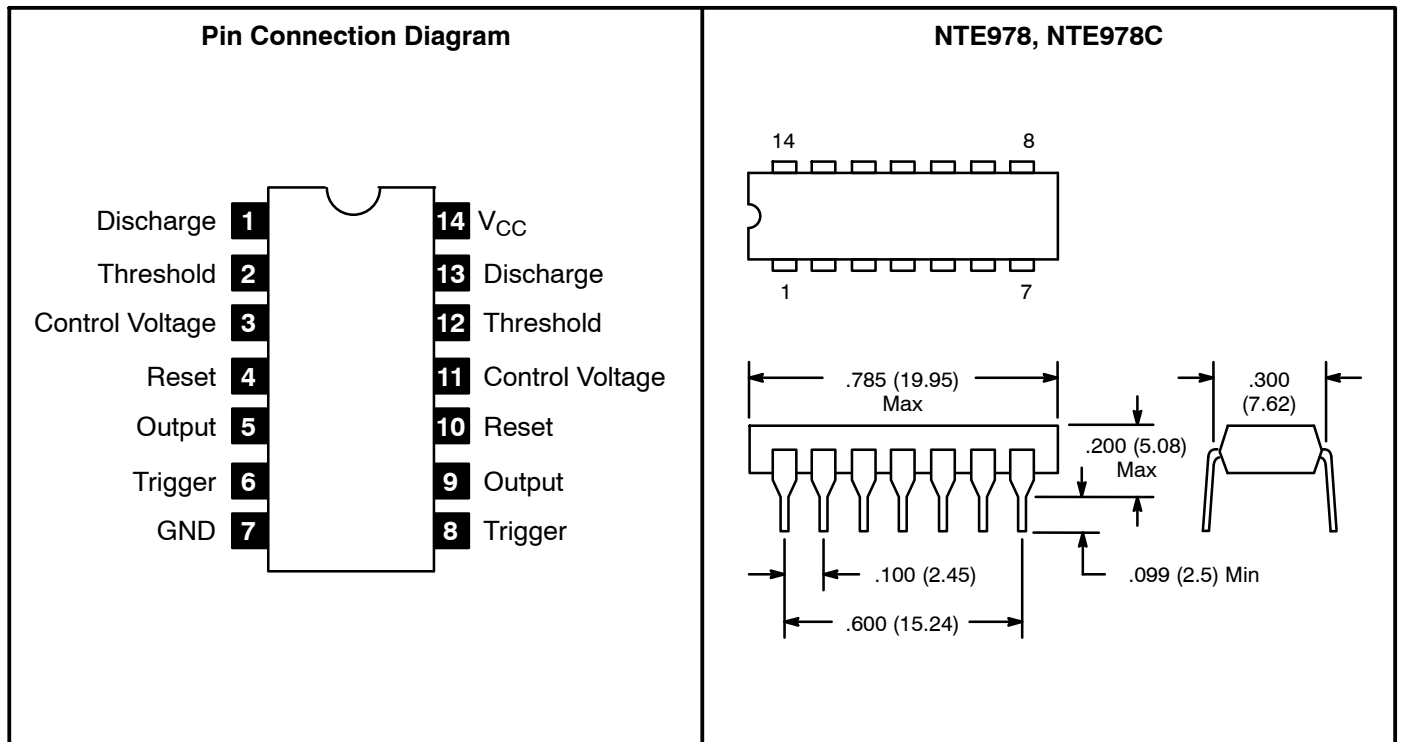 Pin Connection Diagram
Discharge 1
Threshold 2
Control Voltage 3
Reset 4
Output 5
Trigger 6
GND 7
14 VCC
13 Discharge
12 Threshold
11 Control Voltage
10 Reset
9 Output
8 Trigger
NTE978, NTE978C
14 8
1 7
.785 (19.95)
Max
.300
(7.62)
.200 (5.08)
Max
.100 (2.45)
.099 (2.5) Min
.600 (15.24)